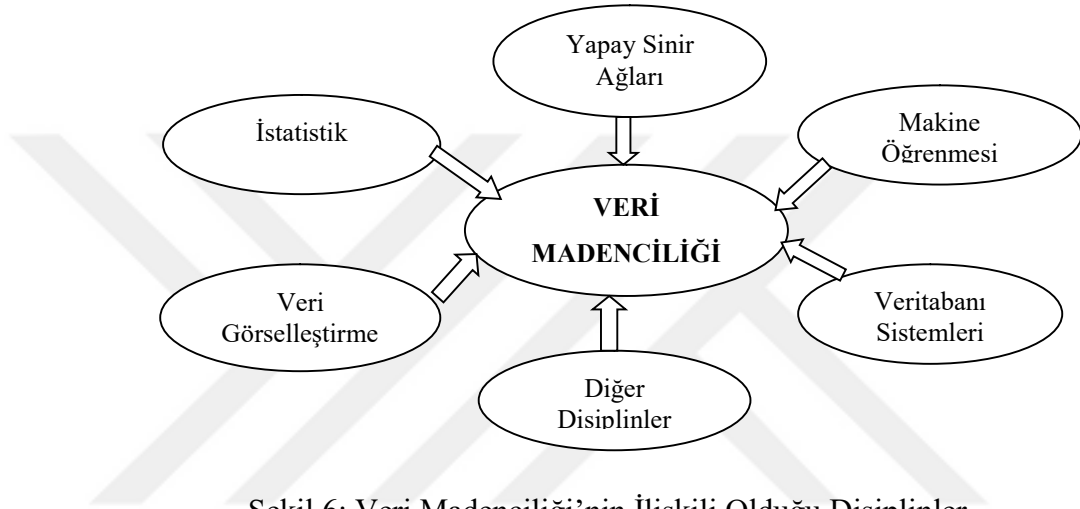 Yapay Sinir
Ağları
İstatistik
Makine
Öğrenmesi
VERİ
MADENCİLİĞİ
Veri
Görselleştirme
Veritabanı
Sistemleri
Diğer
Disiplinler
Şekil 6: Veri Madenciliği’nin İlişkili Olduğu Disiplinler